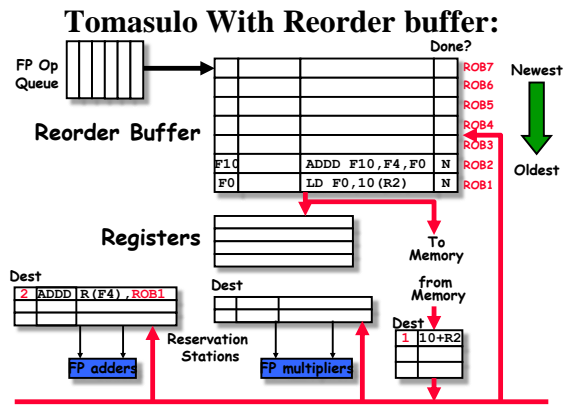 Tomasulo With Reorder buffer:
Done?
FP Op
Queue
ROB7
ROB6
ROB5
ROB4
ROB3
ROB2
ROB1
Newest
Oldest
Reorder Buffer
F10 ADDD F10,F4,F0 N
F0 LD F0,10(R2) N
Registers
To
Memory
from
Memory
Dest
2 ADDD R(F4),ROB1
Dest
Reservation
Stations
Dest
1 10+R2
FP adders
FP multipliers